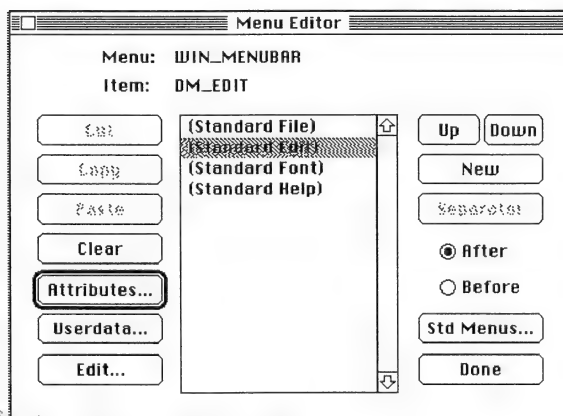 Menu Editor
Menu: WIN_MENUBAR
Item: DM_EDIT
Cut
Copy
Paste
Clear
Attributes...
Userdata...
Edit...
(Standard File)
(Standard Edit)
(Standard Font)
(Standard Help)
Up Down
New
Separator
After
Before
Std Menus...
Done